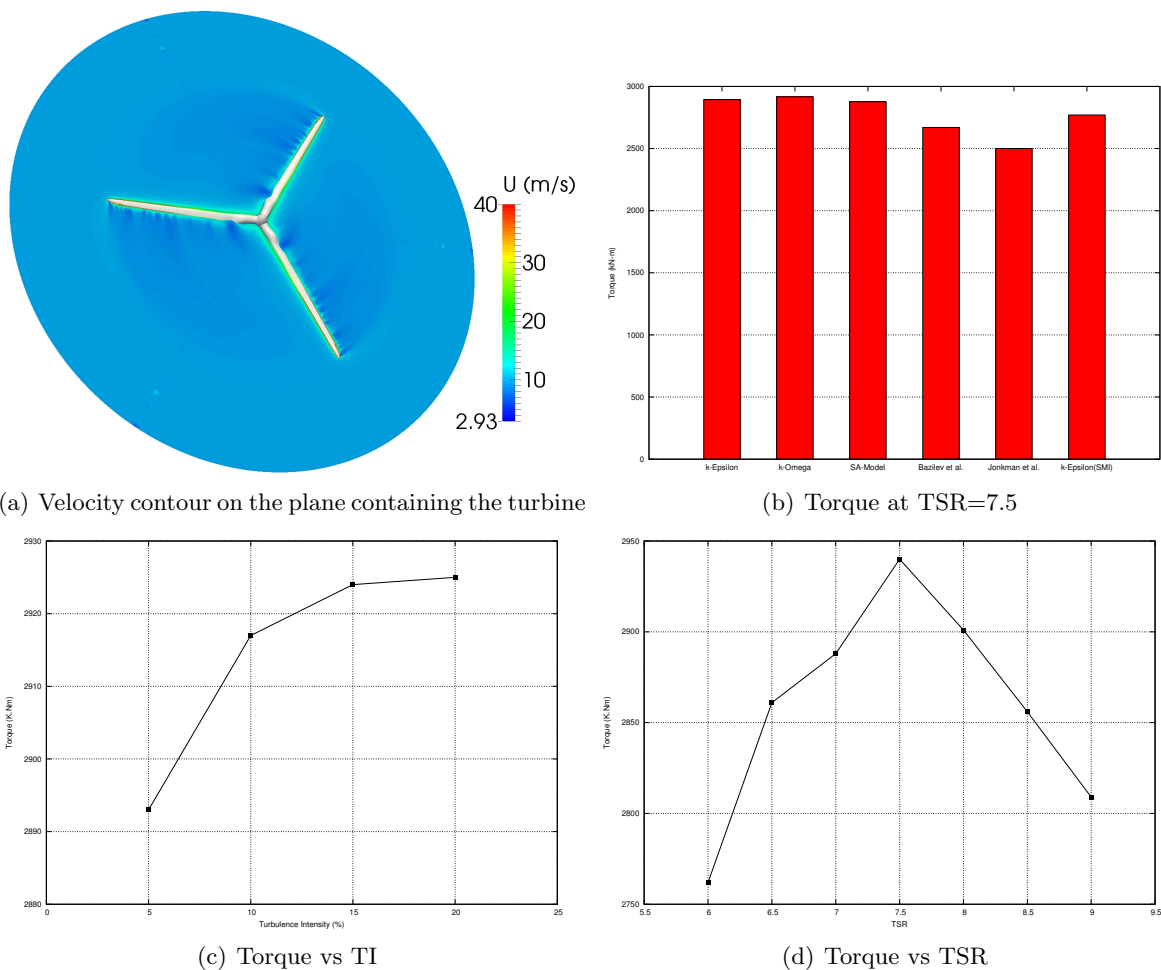 U (m/s)
40
30
20
10
2.93
(a) Velocity contour on the plane containing the turbine
3000
2500
2000
1500
1000
500
0
Torque (kN-m)
k-Epsilon k-Omega SA-Model Bazilev et al. Jonkman et al. k-Epsilon(SMI)
(b) Torque at TSR=7.5
2930
2920
2910
2900
2890
2880
Torque (K.Nm)
0 5 10 15 20 25
Turbulence Intensity (%)
(c) Torque vs TI
2950
2900
2850
2800
2750
Torque (K.Nm)
5.5 6 6.5 7 7.5 8 8.5 9 9.5
TSR
(d) Torque vs TSR